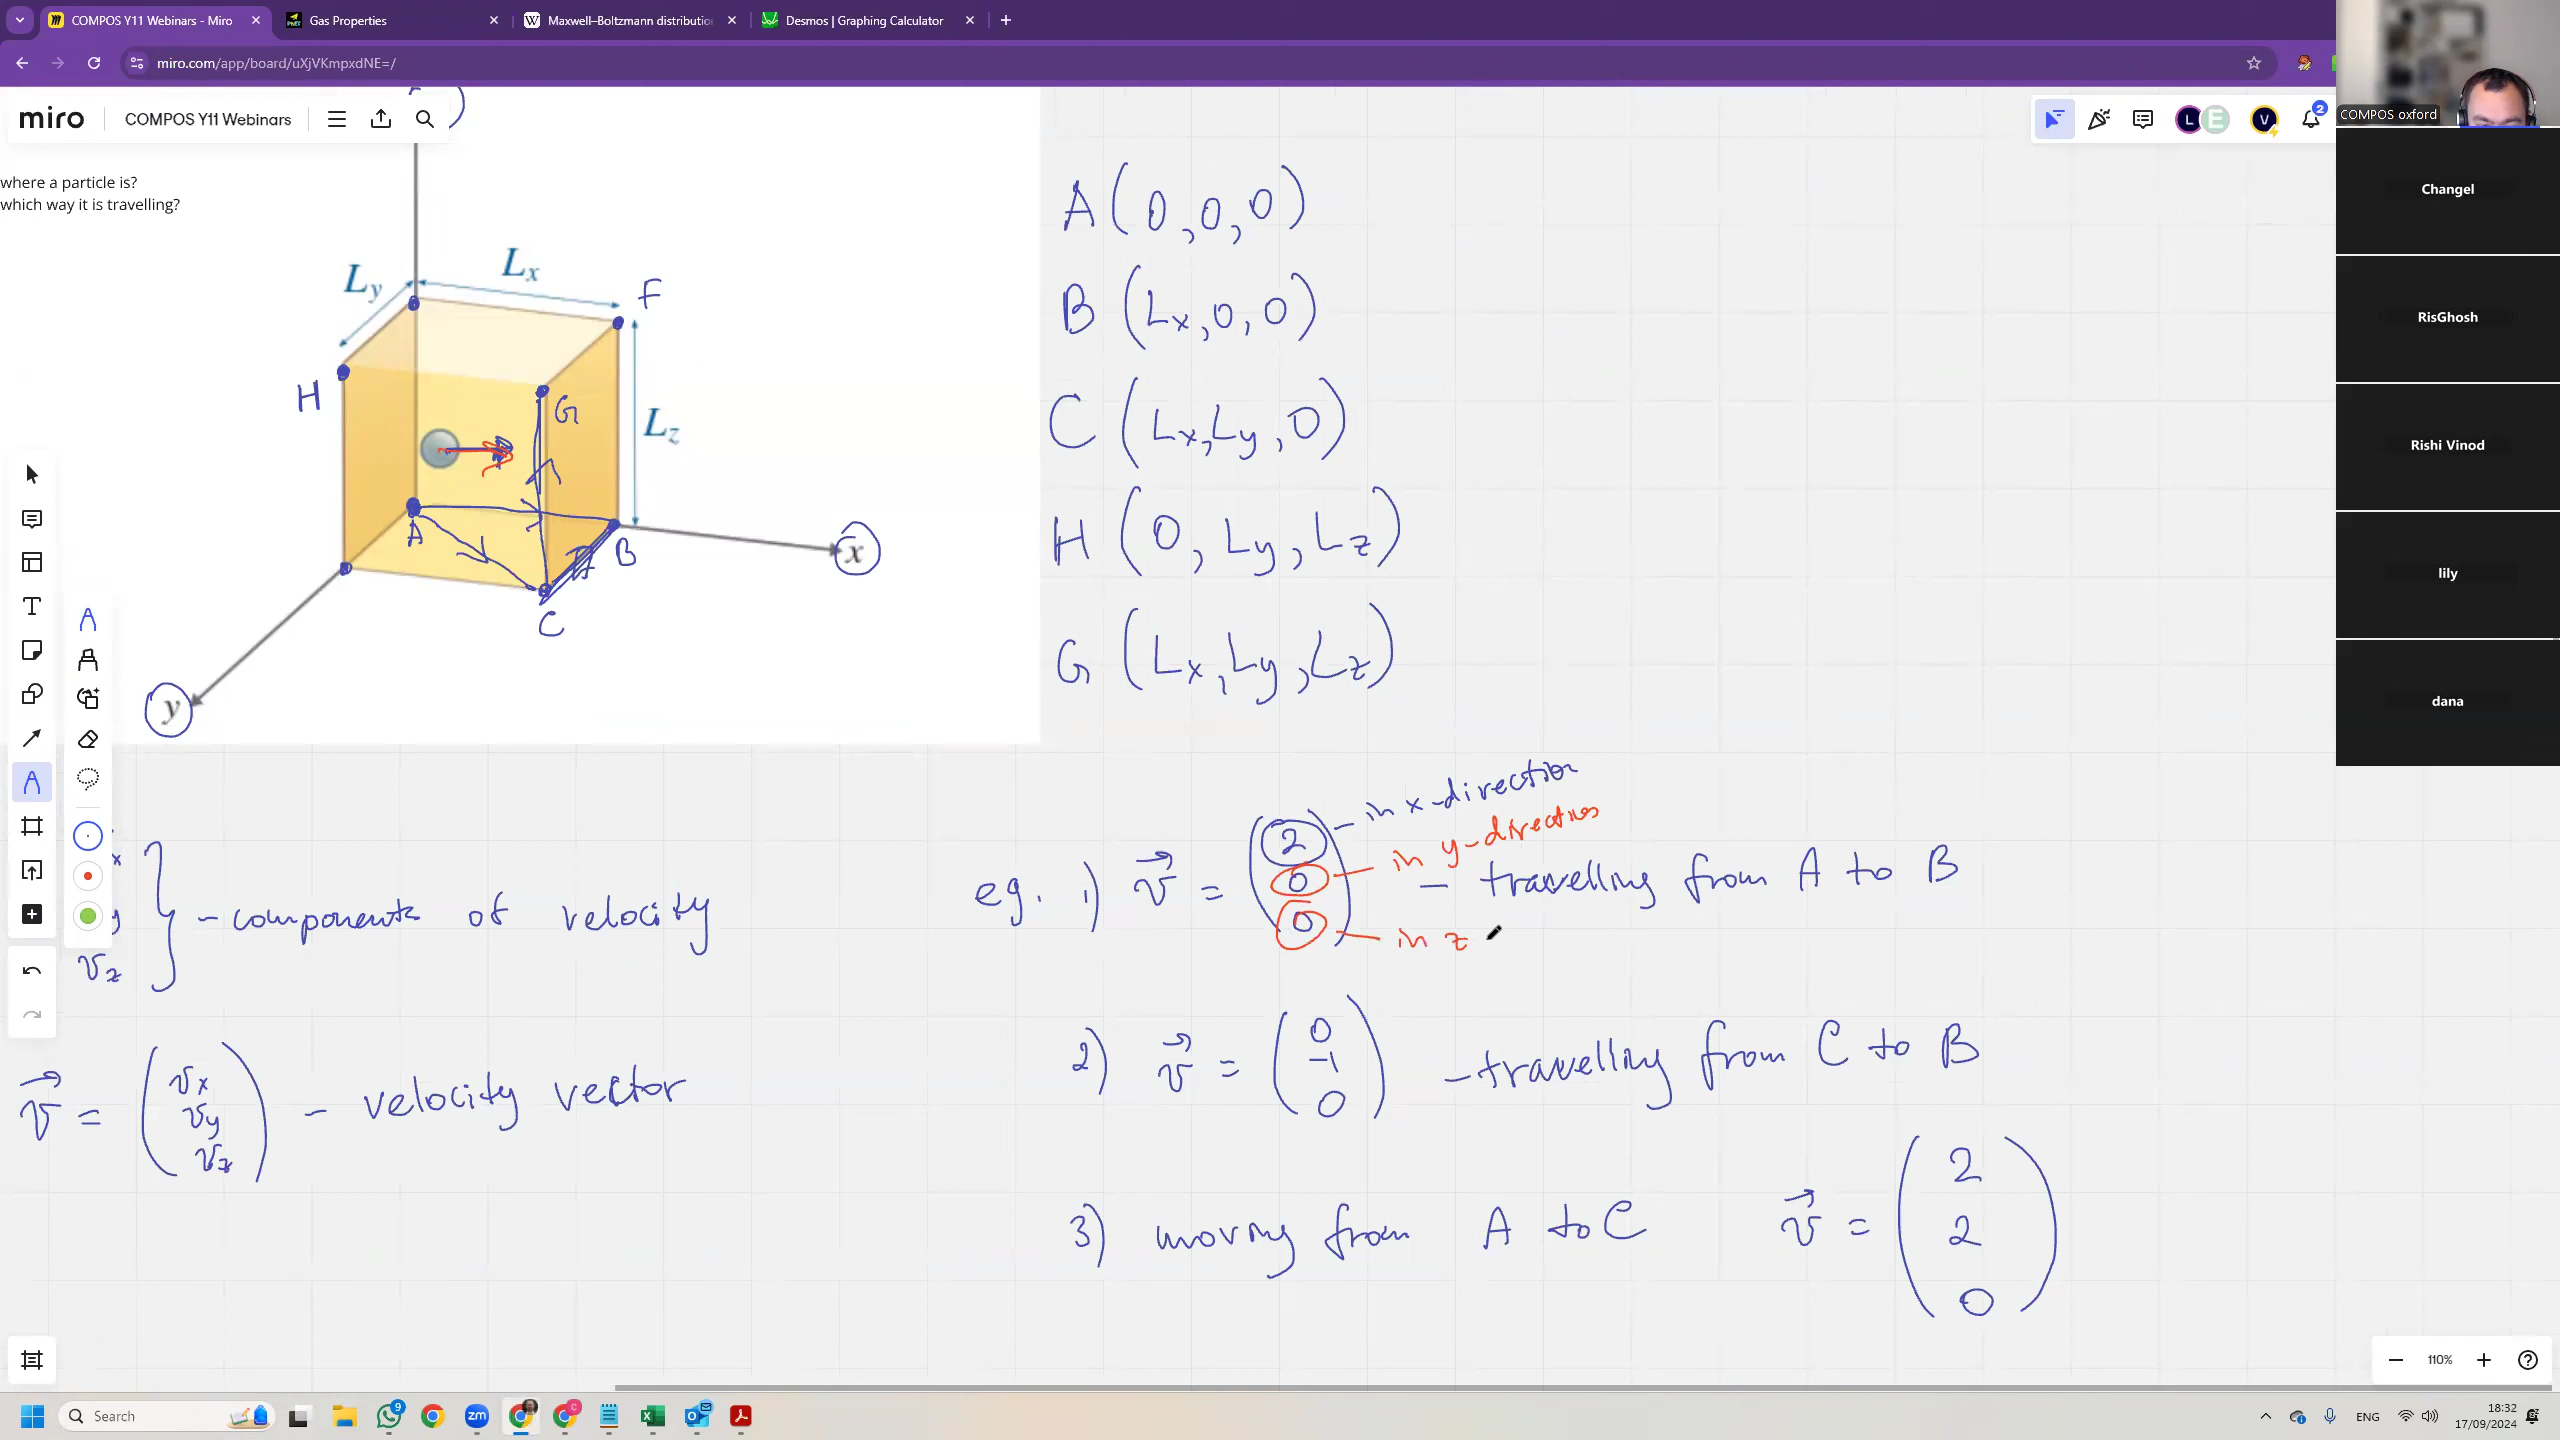 COMPOS Y11 Webinars - Miro
Gas Properties
Maxwell–Boltzmann distributio
Desmos | Graphing Calculator
miro.com/app/board/uXjVKmpxdNE=/
miro
COMPOS Y11 Webinars
L
E
V
2
COMPOS oxford
Changel
RisGhosh
Rishi Vinod
lily
dana
where a particle is?
which way it is travelling?
Ly
Lx
F
H
G
Lz
A
B
C
x
y
A (0,0,0)
B (Lx,0,0)
C (Lx,Ly,0)
H (0, Ly, Lz)
G (Lx,Ly,Lz)
x
y
vz
} - components of velocity
v = (vx vy vz) - velocity vector
eg. 1) v = (2 0 0) - travelling from A to B
- in x-direction
- in y-direction
- in z
2) v = (0 -1 0) - travelling from C to B
3) moving from A to C v = (2 2 0)
110%
Search
9
ENG
18:32
17/09/2024